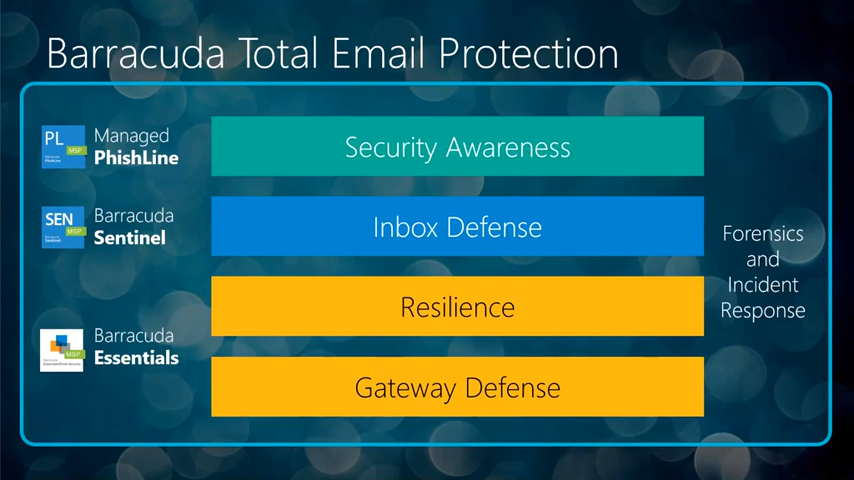 Barracuda Total Email Protection
PL
MSP
Managed
PhishLine
Security Awareness
SEN
MSP
Barracuda
Sentinel
Inbox Defense
Forensics
and
Incident
Response
Resilience
MSP
Barracuda
Essentials
Gateway Defense